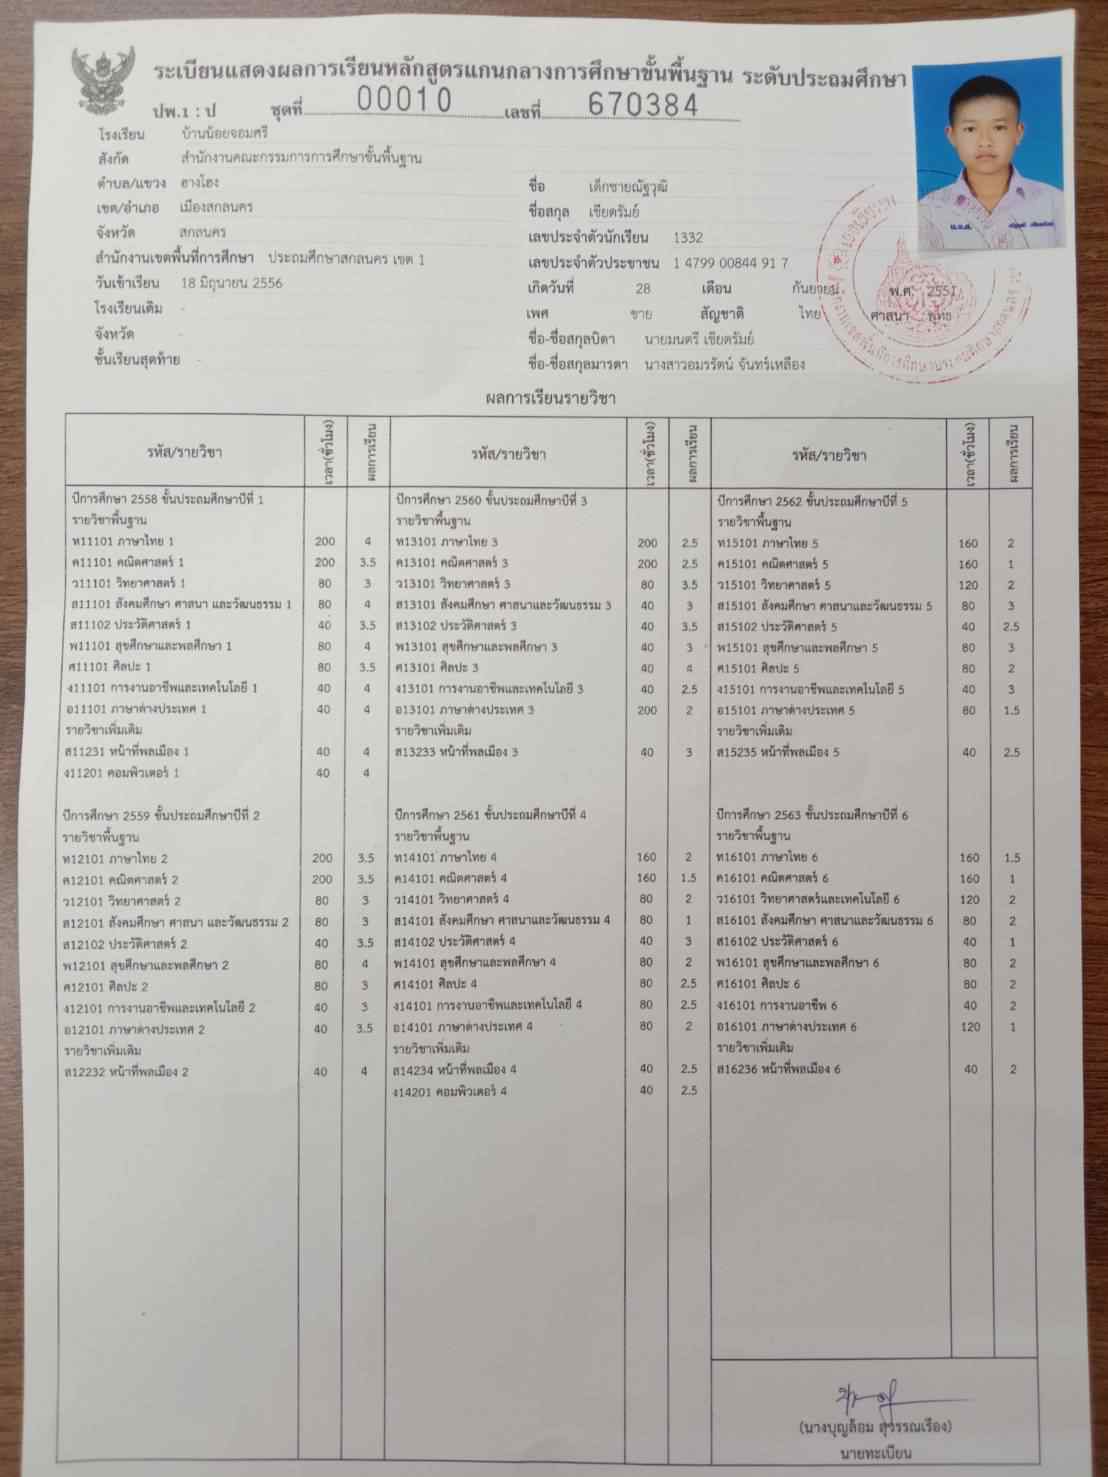 ระเบียนแสดงผลการเรียนหลักสูตรแกนกลางการศึกษาขั้นพื้นฐาน ระดับประถมศึกษา
ปพ.1 : ป ชุดที่ 00010 เลขที่ 670384
โรงเรียน บ้านน้อยจอมศรี
สังกัด สำนักงานคณะกรรมการการศึกษาขั้นพื้นฐาน
ตำบล/แขวง ฮางโฮง
เขต/อำเภอ เมืองสกลนคร
จังหวัด สกลนคร
สำนักงานเขตพื้นที่การศึกษา ประถมศึกษาสกลนคร เขต 1
วันเข้าเรียน 18 มิถุนายน 2556
โรงเรียนเดิม -
จังหวัด -
ชั้นเรียนสุดท้าย -
ชื่อ เด็กชายณัฐวุฒิ
ชื่อสกุล เชียดรัมย์
เลขประจำตัวนักเรียน 1332
เลขประจำตัวประชาชน 1 4799 00844 91 7
เกิดวันที่ 28 เดือน กันยายน พ.ศ. 2551
เพศ ชาย สัญชาติ ไทย ศาสนา พุทธ
ชื่อ-ชื่อสกุลบิดา นายมนตรี เชียดรัมย์
ชื่อ-ชื่อสกุลมารดา นางสาวอมรรัตน์ จันทร์เหลือง
ผลการเรียนรายวิชา
รหัส/รายวิชา เวลา(ชั่วโมง) ผลการเรียน
ปีการศึกษา 2558 ชั้นประถมศึกษาปีที่ 1
รายวิชาพื้นฐาน
ท11101 ภาษาไทย 1 200 4
ค11101 คณิตศาสตร์ 1 200 3.5
ว11101 วิทยาศาสตร์ 1 80 3
ส11101 สังคมศึกษา ศาสนา และวัฒนธรรม 1 80 4
ส11102 ประวัติศาสตร์ 1 40 3.5
พ11101 สุขศึกษาและพลศึกษา 1 80 4
ศ11101 ศิลปะ 1 80 3.5
ง11101 การงานอาชีพและเทคโนโลยี 1 40 4
อ11101 ภาษาต่างประเทศ 1 40 4
รายวิชาเพิ่มเติม
ส11231 หน้าที่พลเมือง 1 40 4
ง11201 คอมพิวเตอร์ 1 40 4
ปีการศึกษา 2559 ชั้นประถมศึกษาปีที่ 2
รายวิชาพื้นฐาน
ท12101 ภาษาไทย 2 200 3.5
ค12101 คณิตศาสตร์ 2 200 3.5
ว12101 วิทยาศาสตร์ 2 80 3
ส12101 สังคมศึกษา ศาสนา และวัฒนธรรม 2 80 3
ส12102 ประวัติศาสตร์ 2 40 3.5
พ12101 สุขศึกษาและพลศึกษา 2 80 4
ศ12101 ศิลปะ 2 80 3
ง12101 การงานอาชีพและเทคโนโลยี 2 40 3
อ12101 ภาษาต่างประเทศ 2 40 3.5
รายวิชาเพิ่มเติม
ส12232 หน้าที่พลเมือง 2 40 4
รหัส/รายวิชา เวลา(ชั่วโมง) ผลการเรียน
ปีการศึกษา 2560 ชั้นประถมศึกษาปีที่ 3
รายวิชาพื้นฐาน
ท13101 ภาษาไทย 3 200 2.5
ค13101 คณิตศาสตร์ 3 200 2.5
ว13101 วิทยาศาสตร์ 3 80 3.5
ส13101 สังคมศึกษา ศาสนาและวัฒนธรรม 3 40 3
ส13102 ประวัติศาสตร์ 3 40 3.5
พ13101 สุขศึกษาและพลศึกษา 3 40 3
ศ13101 ศิลปะ 3 40 4
ง13101 การงานอาชีพและเทคโนโลยี 3 40 2.5
อ13101 ภาษาต่างประเทศ 3 200 2
รายวิชาเพิ่มเติม
ส13233 หน้าที่พลเมือง 3 40 3
ปีการศึกษา 2561 ชั้นประถมศึกษาปีที่ 4
รายวิชาพื้นฐาน
ท14101 ภาษาไทย 4 160 2
ค14101 คณิตศาสตร์ 4 160 1.5
ว14101 วิทยาศาสตร์ 4 80 2
ส14101 สังคมศึกษา ศาสนาและวัฒนธรรม 4 80 1
ส14102 ประวัติศาสตร์ 4 40 3
พ14101 สุขศึกษาและพลศึกษา 4 80 2
ศ14101 ศิลปะ 4 80 2.5
ง14101 การงานอาชีพและเทคโนโลยี 4 80 2.5
อ14101 ภาษาต่างประเทศ 4 80 2
รายวิชาเพิ่มเติม
ส14234 หน้าที่พลเมือง 4 40 2.5
ง14201 คอมพิวเตอร์ 4 40 2.5
รหัส/รายวิชา เวลา(ชั่วโมง) ผลการเรียน
ปีการศึกษา 2562 ชั้นประถมศึกษาปีที่ 5
รายวิชาพื้นฐาน
ท15101 ภาษาไทย 5 160 2
ค15101 คณิตศาสตร์ 5 160 1
ว15101 วิทยาศาสตร์ 5 120 2
ส15101 สังคมศึกษา ศาสนาและวัฒนธรรม 5 80 3
ส15102 ประวัติศาสตร์ 5 40 2.5
พ15101 สุขศึกษาและพลศึกษา 5 80 3
ศ15101 ศิลปะ 5 80 2
ง15101 การงานอาชีพและเทคโนโลยี 5 40 3
อ15101 ภาษาต่างประเทศ 5 80 1.5
รายวิชาเพิ่มเติม
ส15235 หน้าที่พลเมือง 5 40 2.5
ปีการศึกษา 2563 ชั้นประถมศึกษาปีที่ 6
รายวิชาพื้นฐาน
ท16101 ภาษาไทย 6 160 1.5
ค16101 คณิตศาสตร์ 6 160 1
ว16101 วิทยาศาสตร์และเทคโนโลยี 6 120 2
ส16101 สังคมศึกษา ศาสนาและวัฒนธรรม 6 80 2
ส16102 ประวัติศาสตร์ 6 40 1
พ16101 สุขศึกษาและพลศึกษา 6 80 2
ศ16101 ศิลปะ 6 80 2
ง16101 การงานอาชีพ 6 40 2
อ16101 ภาษาต่างประเทศ 6 120 1
รายวิชาเพิ่มเติม
ส16236 หน้าที่พลเมือง 6 40 2
(นางบุญล้อม สุวรรณเรือง)
นายทะเบียน